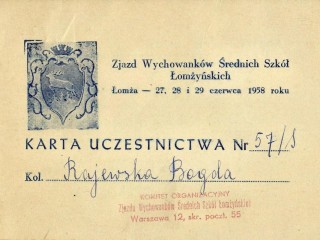 Zjazd Wychowanków Średnich Szkół
Łomżyńskich
Łomża — 27, 28 i 29 czerwca 1958 roku
KARTA UCZESTNICTWA Nr 57/S
Kol. Rajewska Bogda
KOMITET ORGANIZACYJNY
Zjazdu Wychowanków Średnich Szkół Łomżyńskich
Warszawa 12, skr. poczt. 55